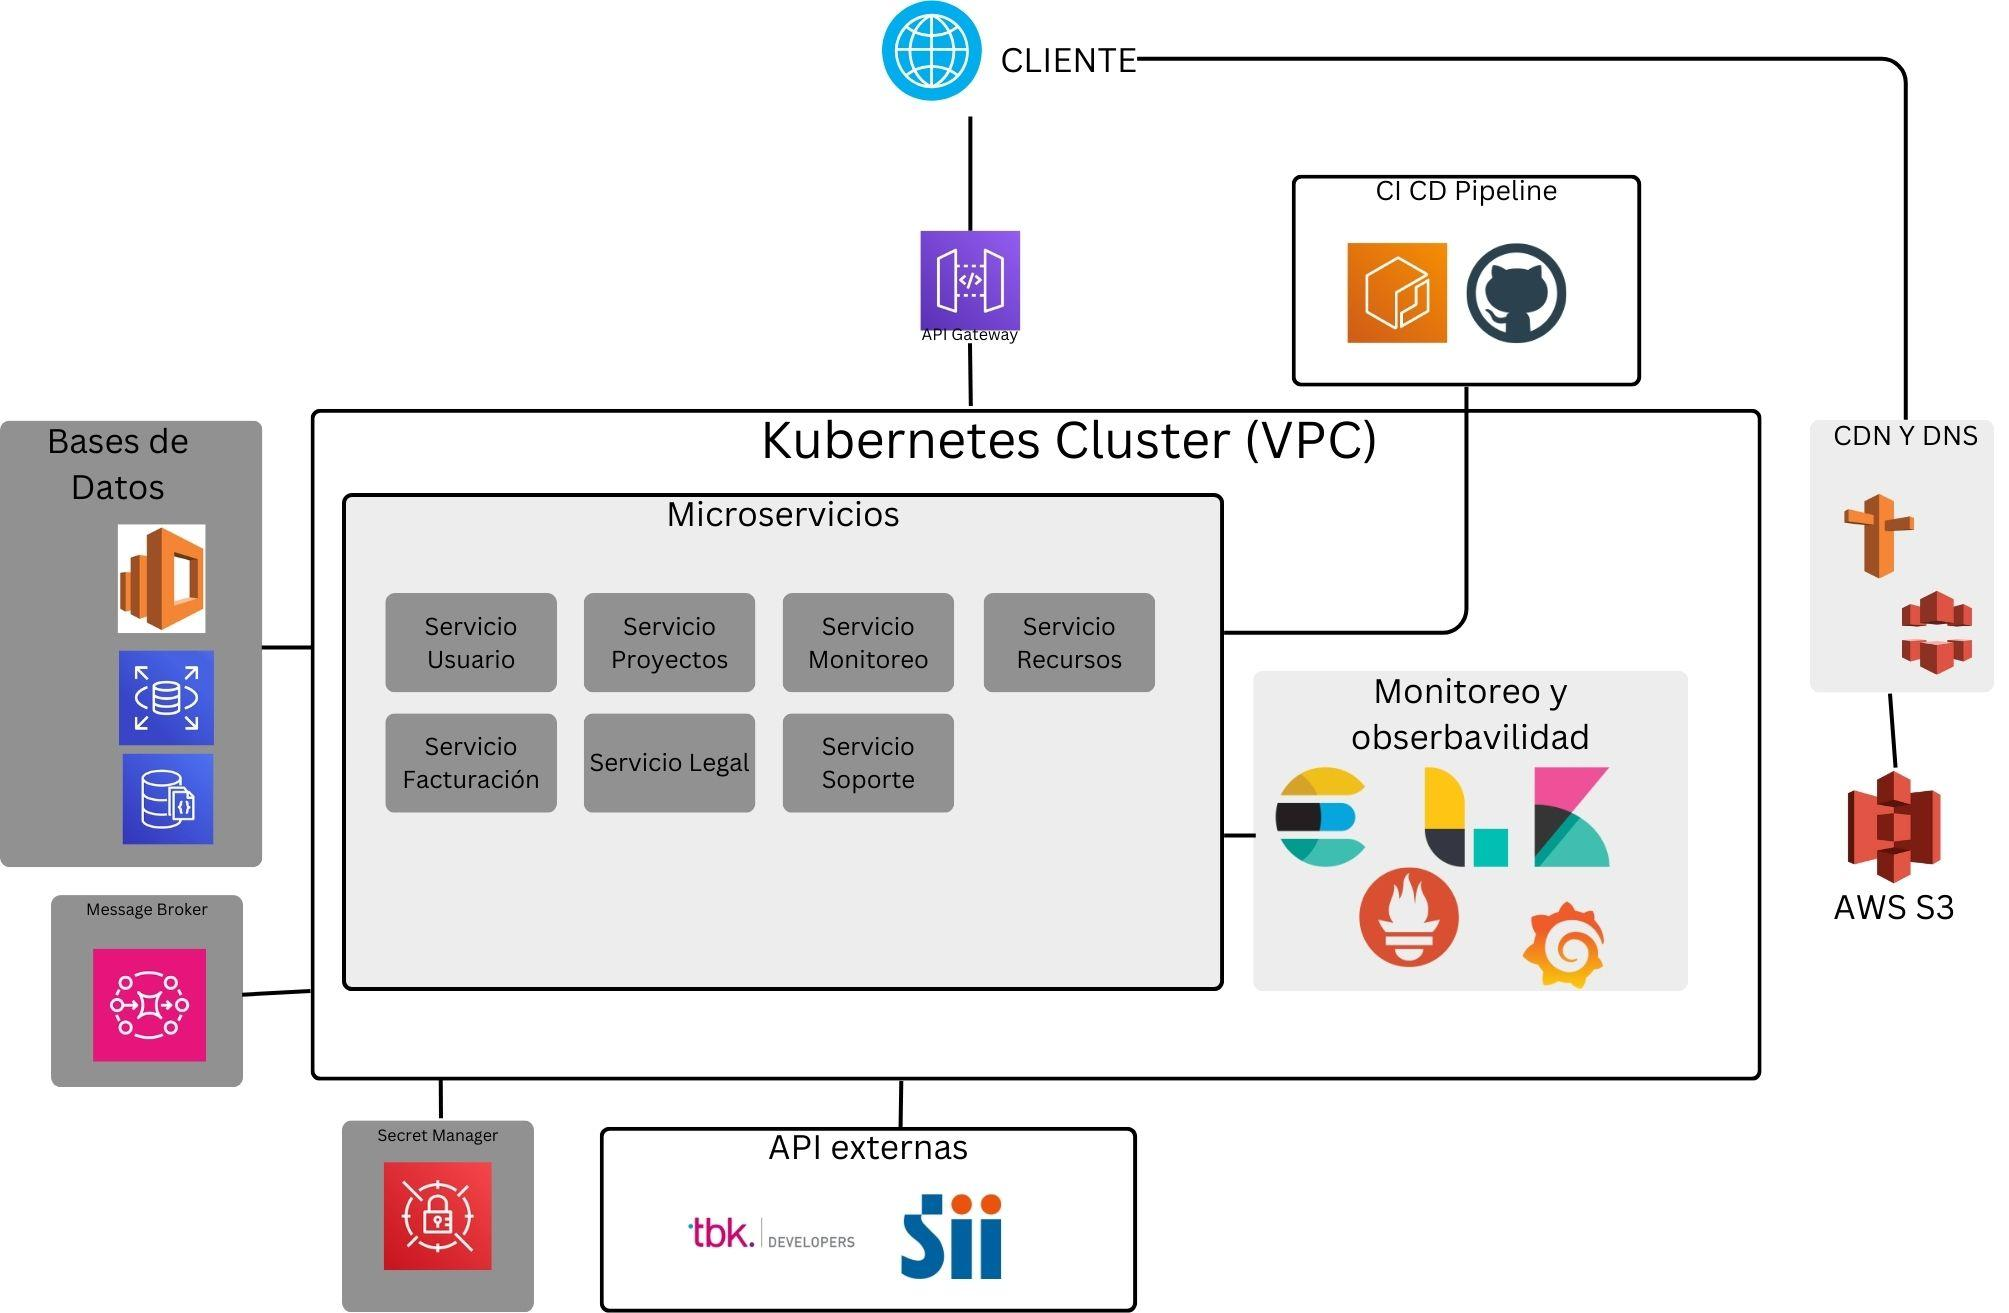 CLIENTE
CI CD Pipeline
API Gateway
Kubernetes Cluster (VPC)
Bases de
Datos
CDN Y DNS
Microservicios
Servicio
Usuario
Servicio
Proyectos
Servicio
Monitoreo
Servicio
Recursos
Servicio
Facturación
Servicio Legal
Servicio
Soporte
Monitoreo y
obserbavilidad
AWS S3
Message Broker
Secret Manager
API externas
tbk. | DEVELOPERS
Sii